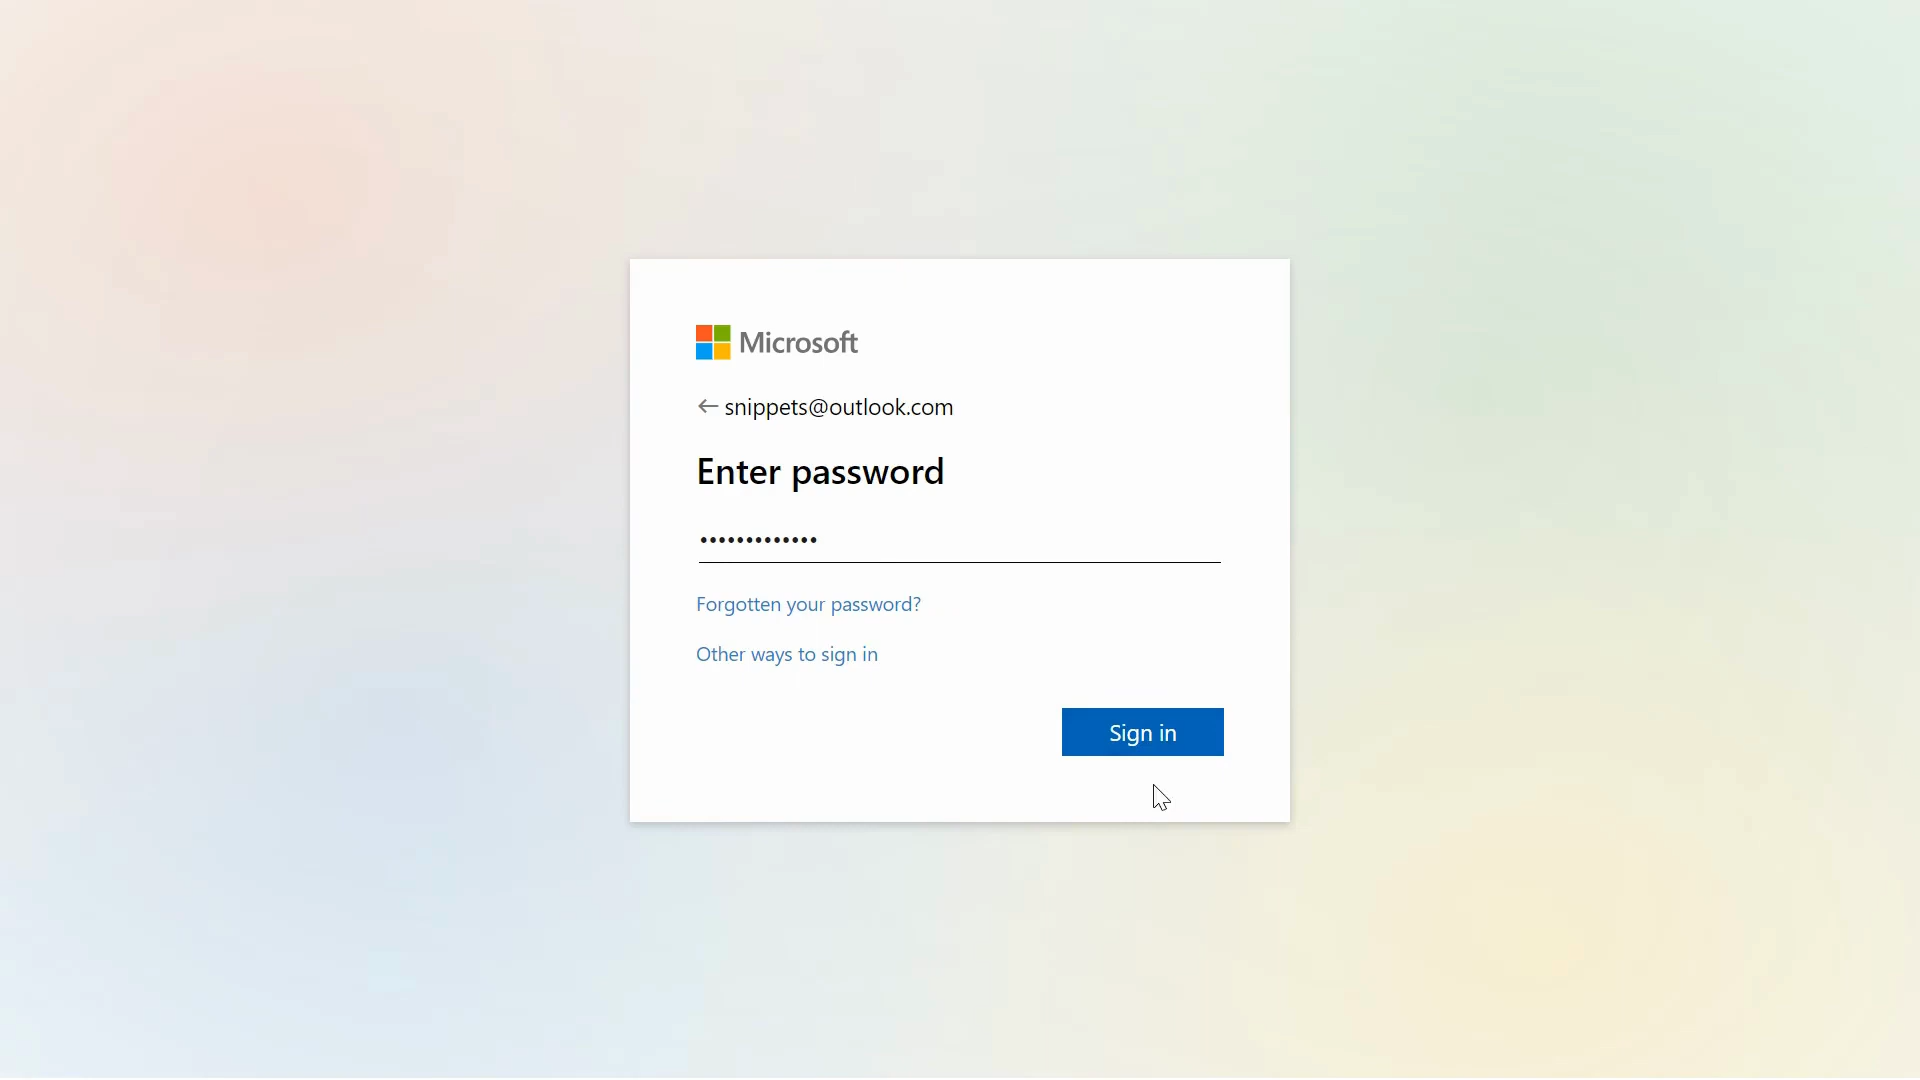 Microsoft
← snippets@outlook.com
Enter password
•••••••••••••
Forgotten your password?
Other ways to sign in
Sign in